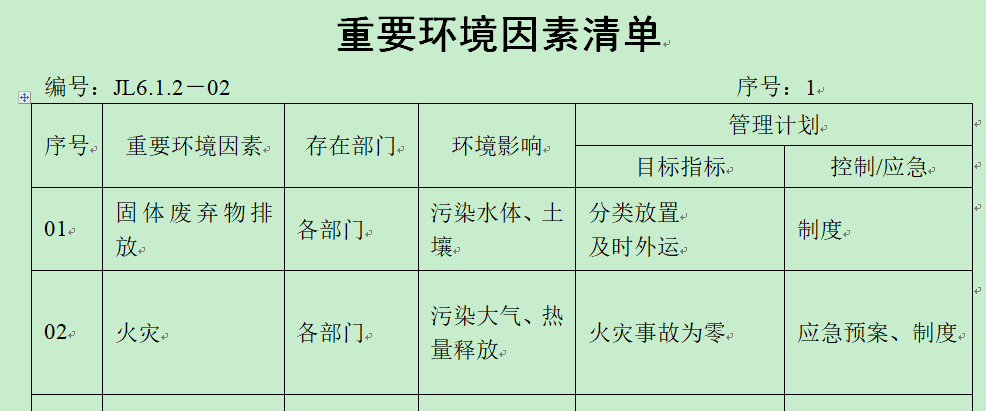 重要环境因素清单
编号：JL6.1.2－02 序号：1
序号 重要环境因素 存在部门 环境影响 管理计划
目标指标 控制/应急
01 固体废弃物排放 各部门 污染水体、土壤 分类放置 及时外运 制度
02 火灾 各部门 污染大气、热量释放 火灾事故为零 应急预案、制度